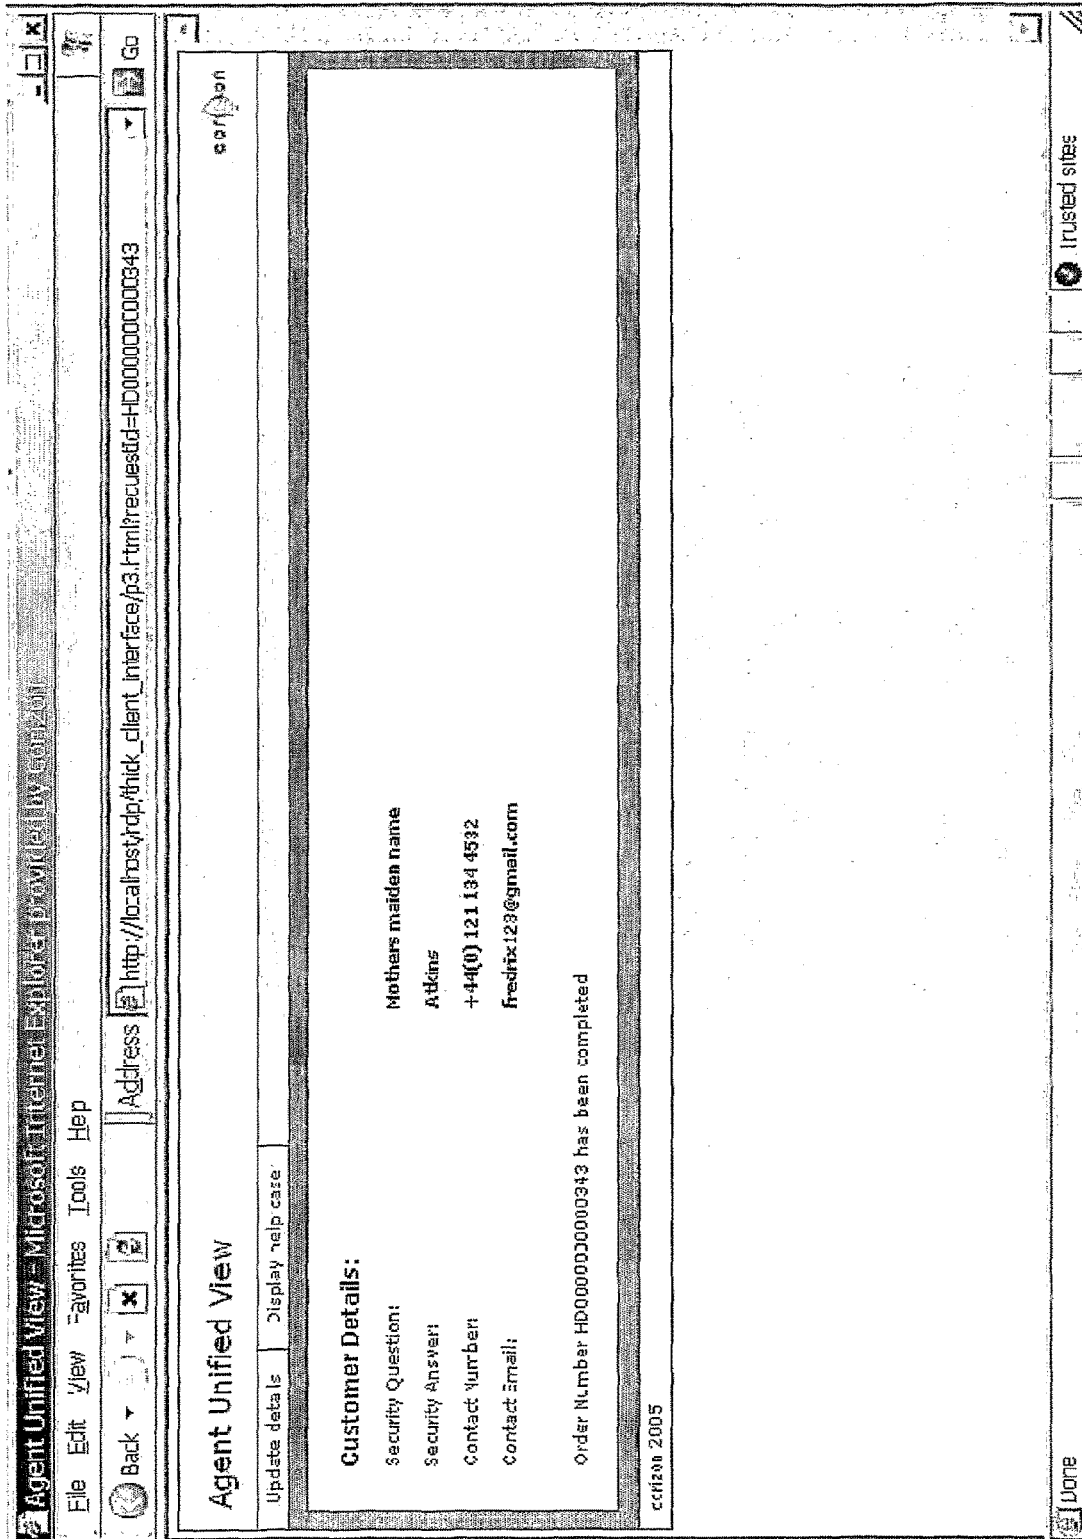 Agent Unified View - Microsoft Internet Explorer provided by Corizon
File Edit View Favorites Tools Help
Back Address http://localhost/rdp/thick_client_interface/p3.html?requestId=HD0000000000343 Go
Agent Unified View corizon
Update details Display help case
Customer Details:
Security Question: Mothers maiden name
Security Answer: Atkins
Contact Number: +44(0) 121 134 4532
Contact Email: fredrix123@gmail.com
Order Number HD0000000000343 has been completed
corizon 2005
Done Trusted sites